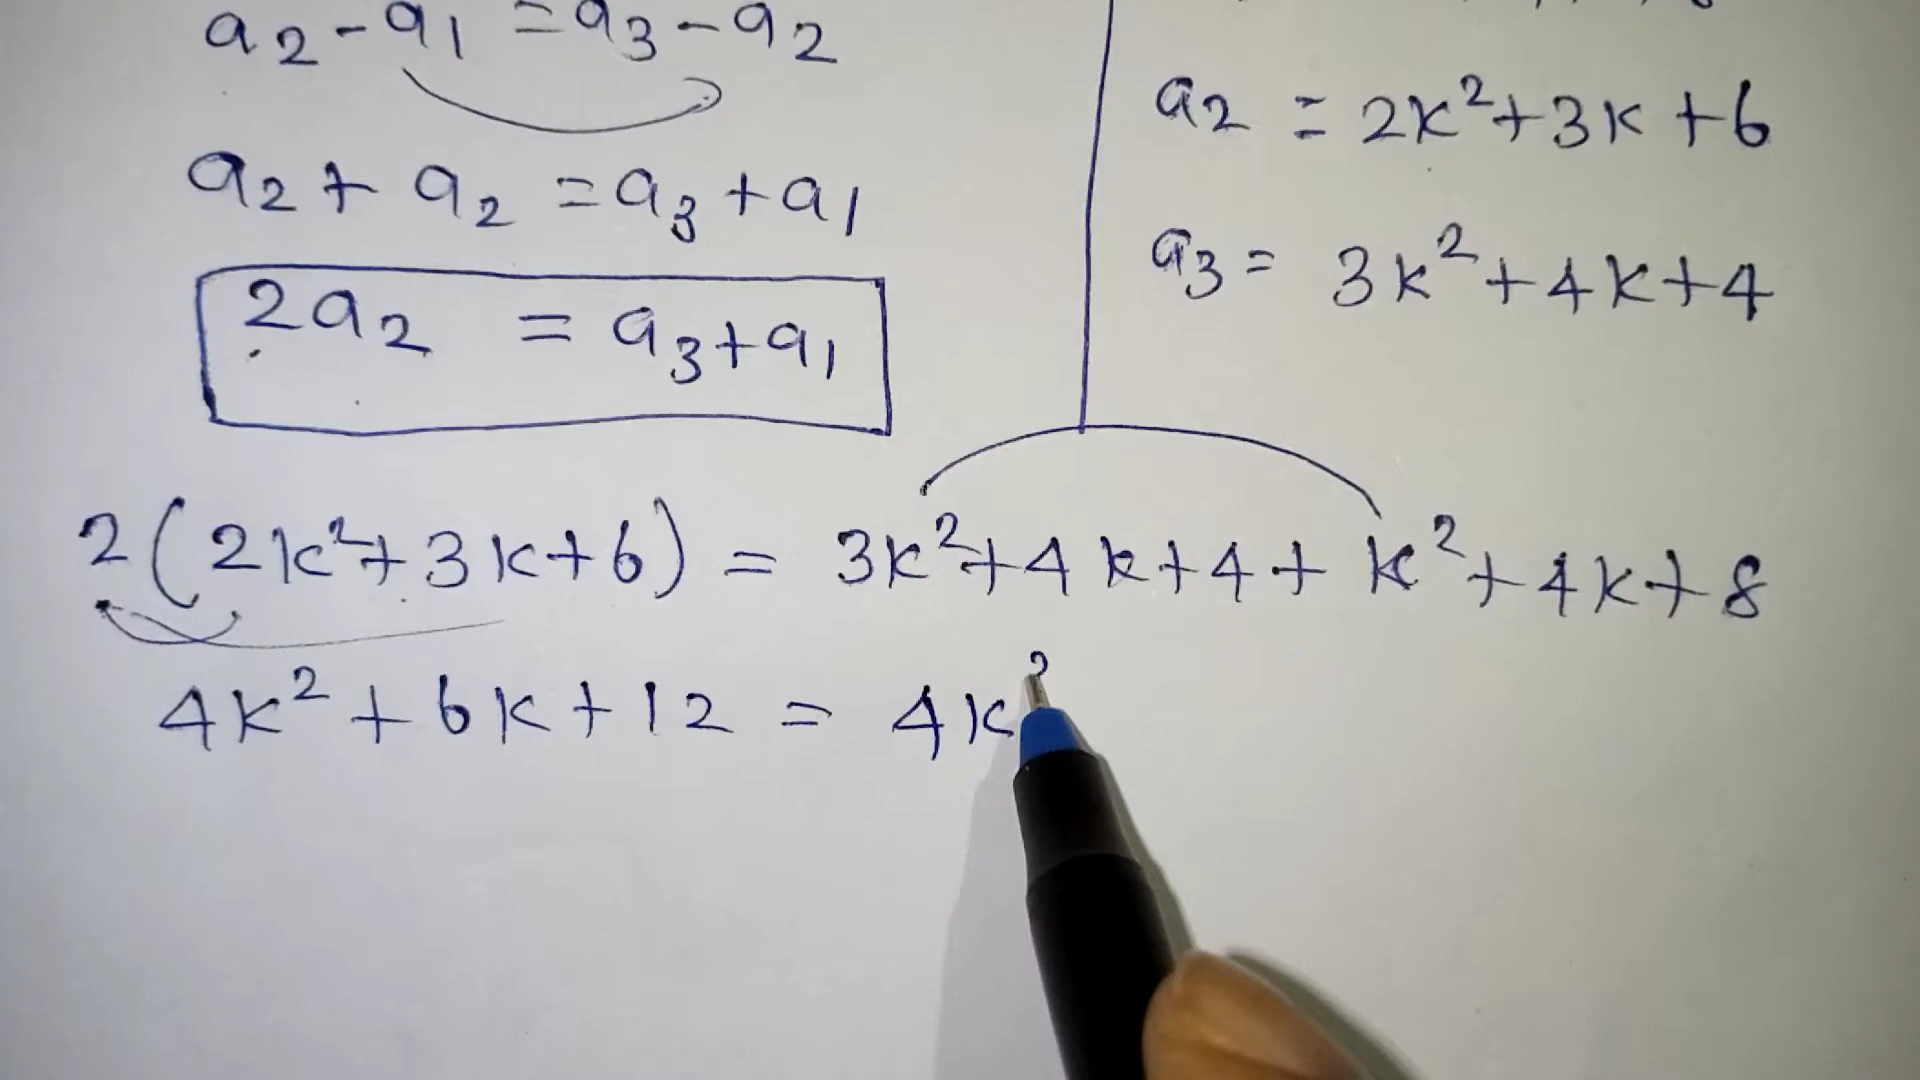 a₂ - a₁ = a₃ - a₂
a₂ + a₂ = a₃ + a₁
2a₂ = a₃ + a₁
a₂ = 2k² + 3k + 6
a₃ = 3k² + 4k + 4
2(2k² + 3k + 6) = 3k² + 4k + 4 + k² + 4k + 8
4k² + 6k + 12 = 4k²